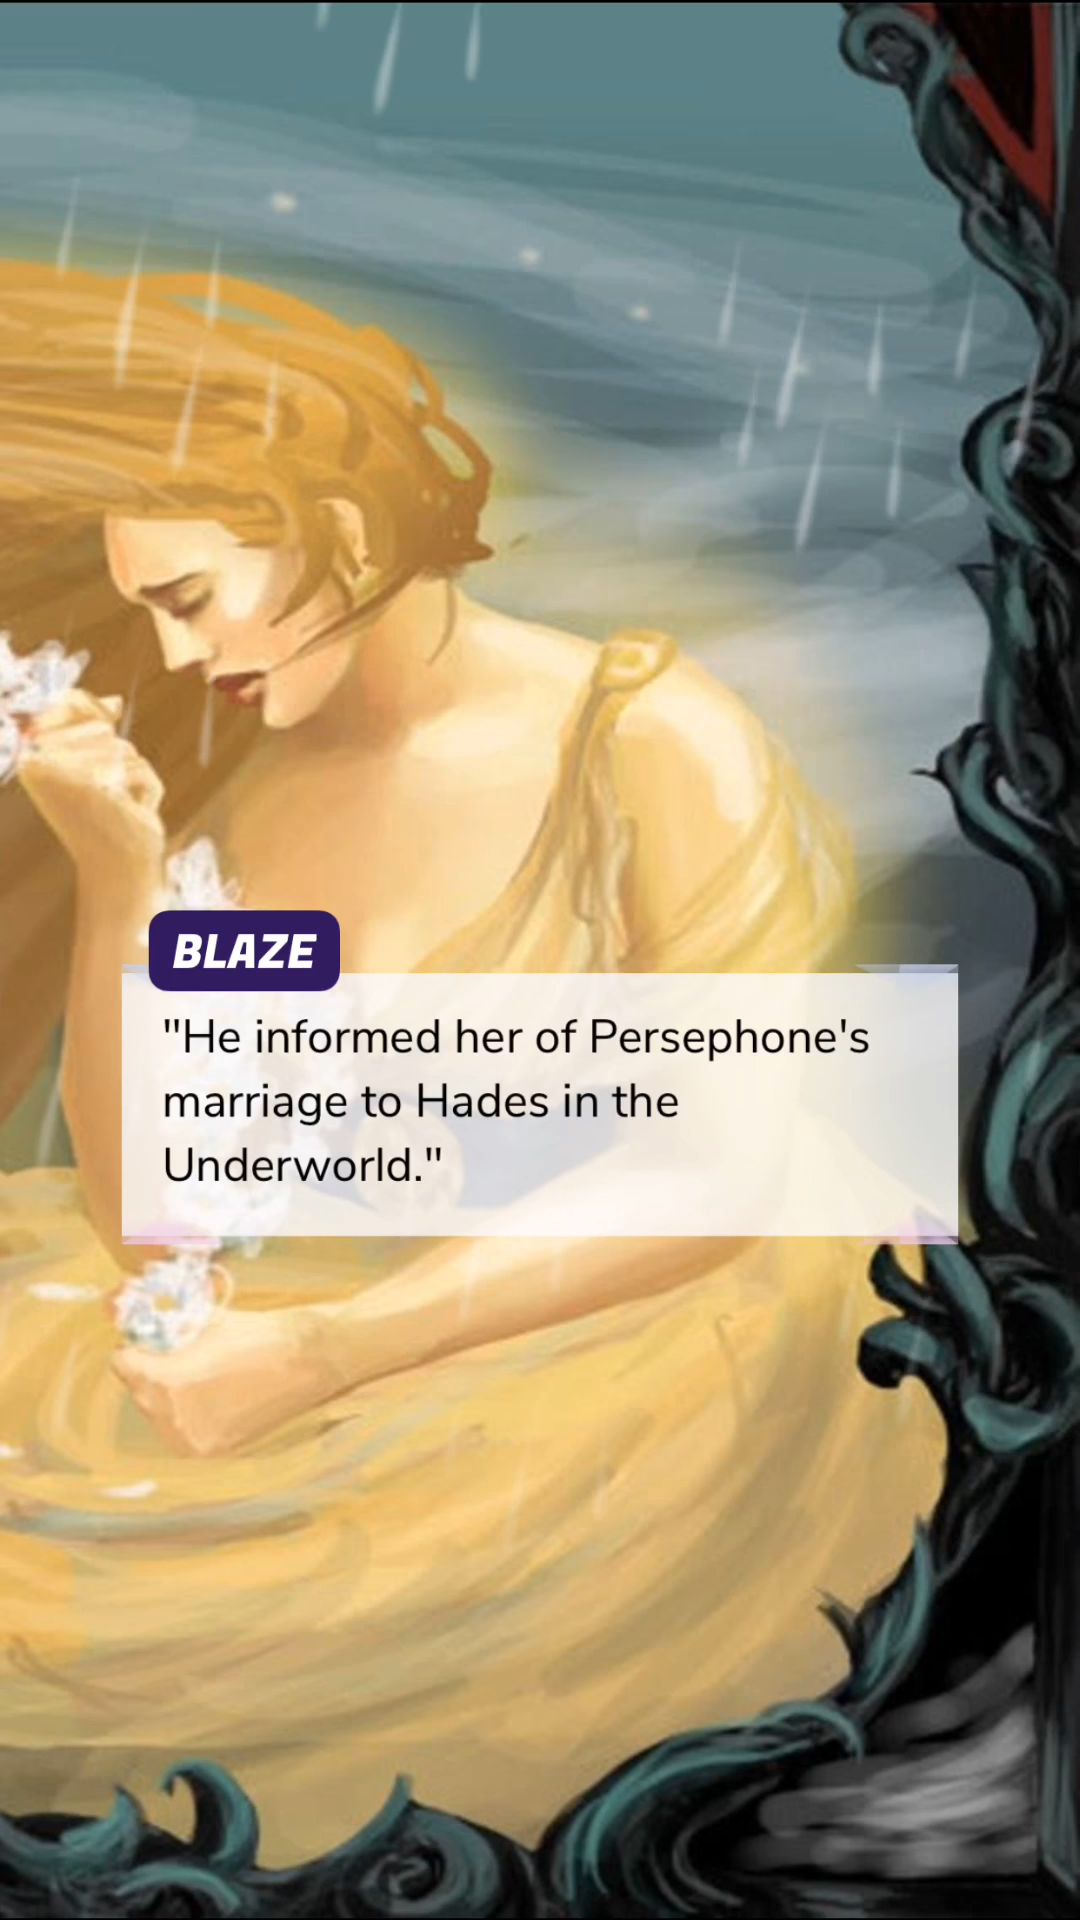 BLAZE
"He informed her of Persephone's
marriage to Hades in the
Underworld."